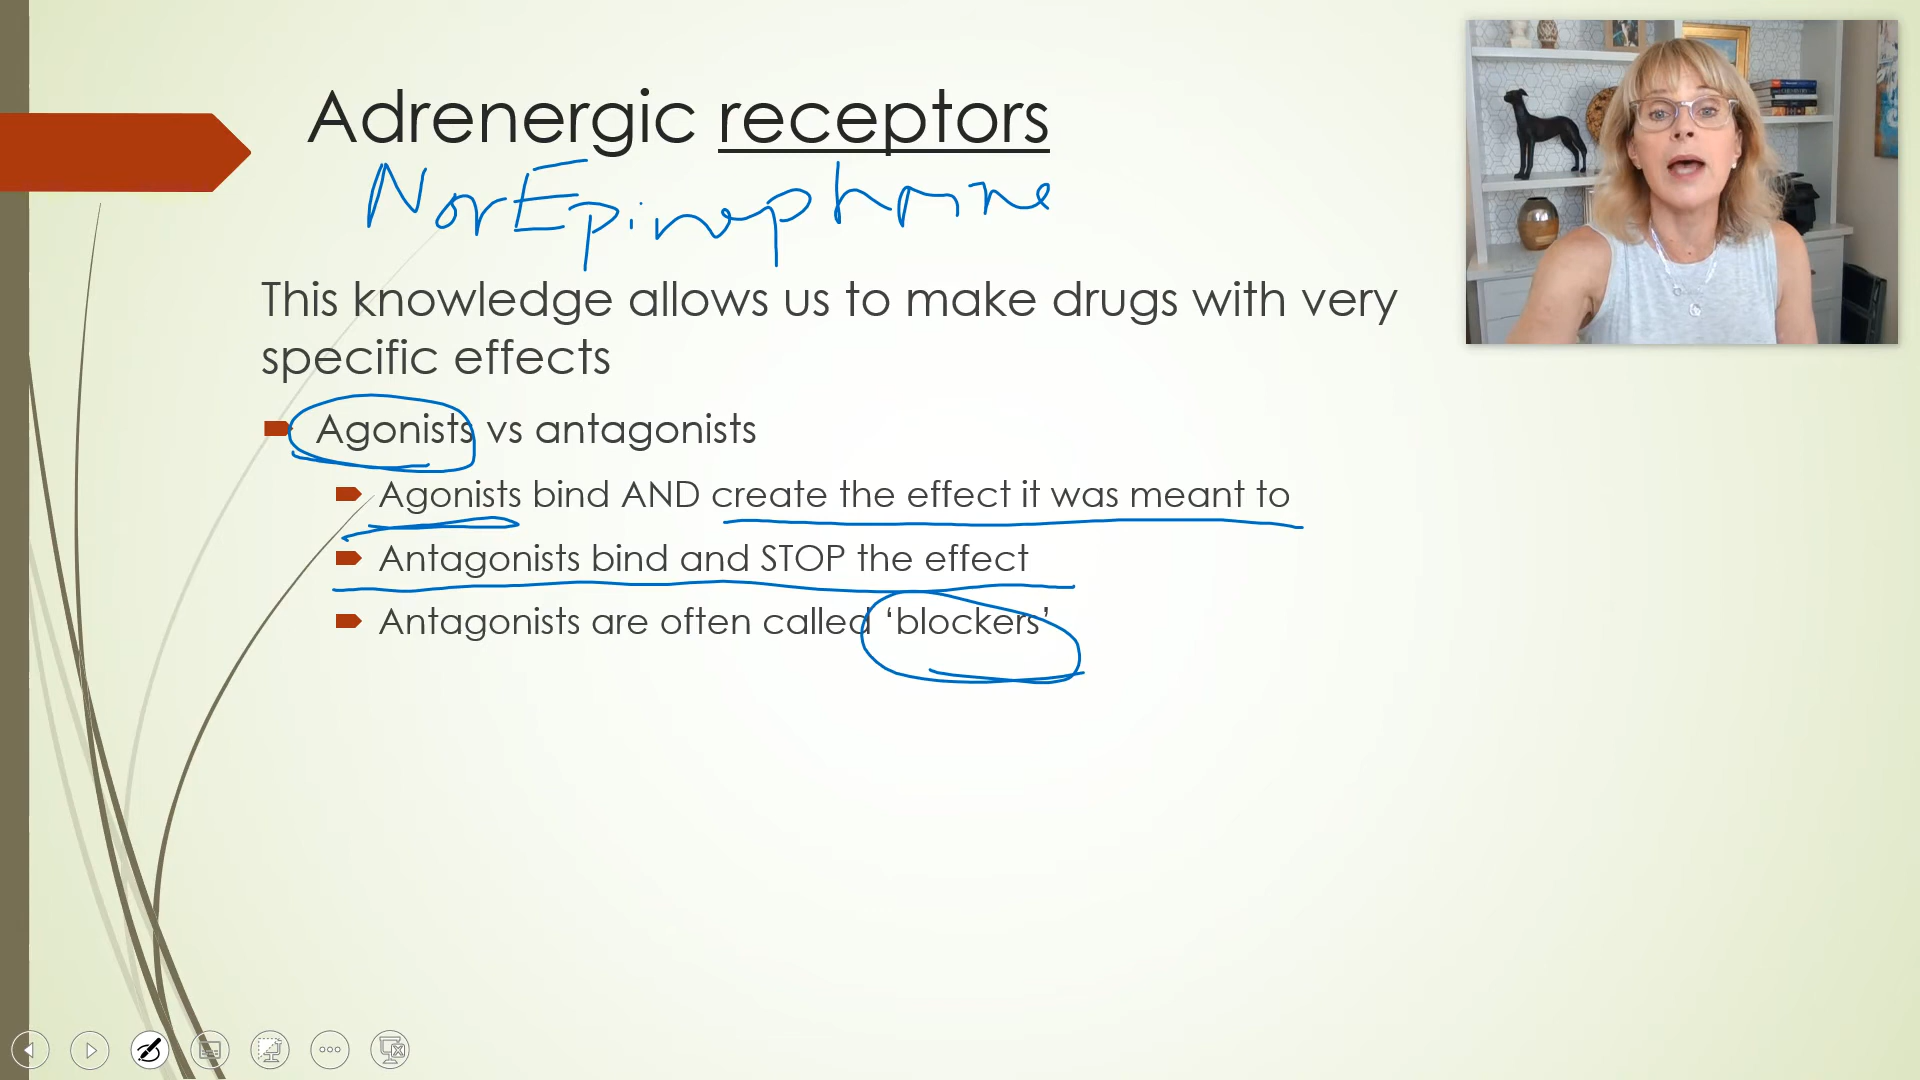 Adrenergic receptors
NorEpinephrine
This knowledge allows us to make drugs with very
specific effects
Agonists vs antagonists
Agonists bind AND create the effect it was meant to
Antagonists bind and STOP the effect
Antagonists are often called ‘blockers’